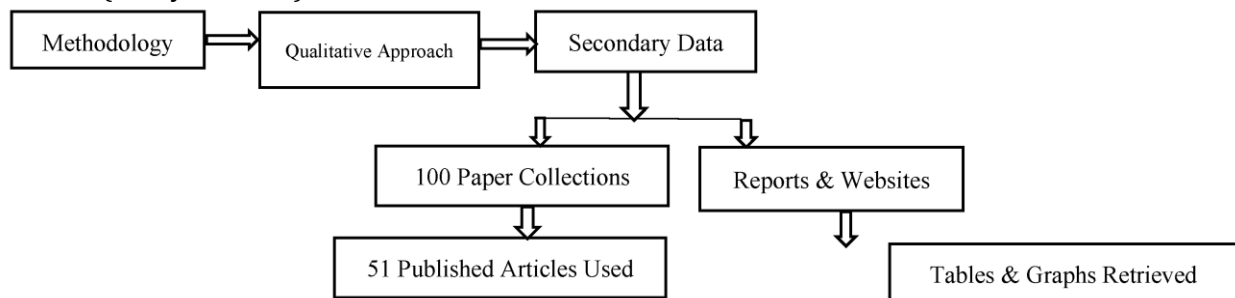 Methodology
Qualitative Approach
Secondary Data
100 Paper Collections
Reports & Websites
51 Published Articles Used
Tables & Graphs Retrieved